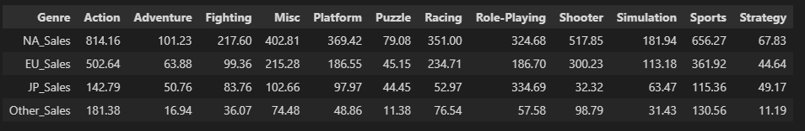 Genre Action Adventure Fighting Misc Platform Puzzle Racing Role-Playing Shooter Simulation Sports Strategy
NA_Sales 814.16 101.23 217.60 402.81 369.42 79.08 351.00 324.68 517.85 181.94 656.27 67.83
EU_Sales 502.64 63.88 99.36 215.28 186.55 45.15 234.71 186.70 300.23 113.18 361.92 44.64
JP_Sales 142.79 50.76 83.76 102.66 97.97 44.45 52.97 334.69 32.32 63.47 115.36 49.17
Other_Sales 181.38 16.94 36.07 74.48 48.86 11.38 76.54 57.58 98.79 31.43 130.56 11.19